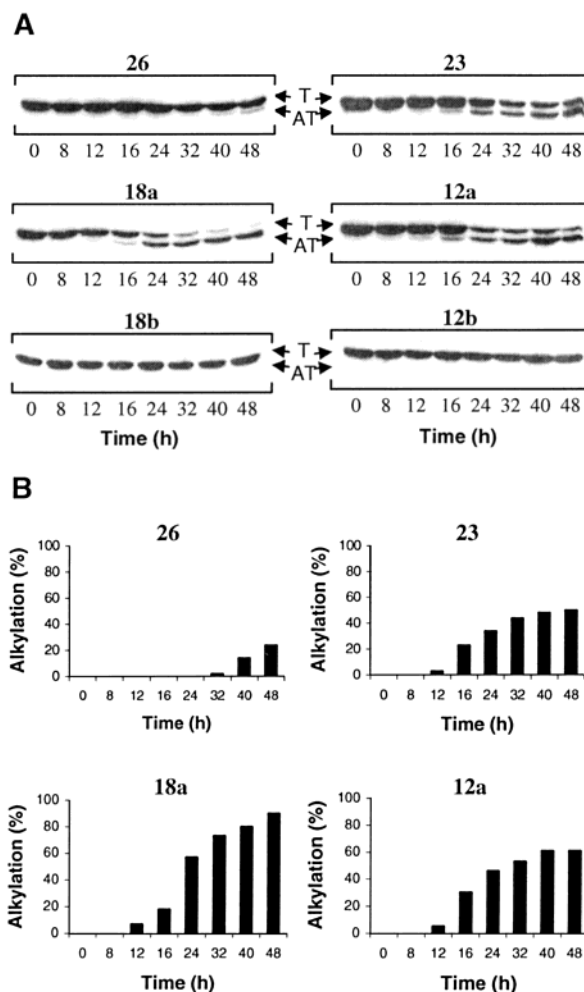 A
26 23
T
AT
0 8 12 16 24 32 40 48 0 8 12 16 24 32 40 48
18a 12a
T
AT
0 8 12 16 24 32 40 48 0 8 12 16 24 32 40 48
18b 12b
T
AT
0 8 12 16 24 32 40 48 0 8 12 16 24 32 40 48
Time (h) Time (h)
B
26
Alkylation (%)
100
80
60
40
20
0
0 8 12 16 24 32 40 48
Time (h)
23
Alkylation (%)
100
80
60
40
20
0
0 8 12 16 24 32 40 48
Time (h)
18a
Alkylation (%)
100
80
60
40
20
0
0 8 12 16 24 32 40 48
Time (h)
12a
Alkylation (%)
100
80
60
40
20
0
0 8 12 16 24 32 40 48
Time (h)